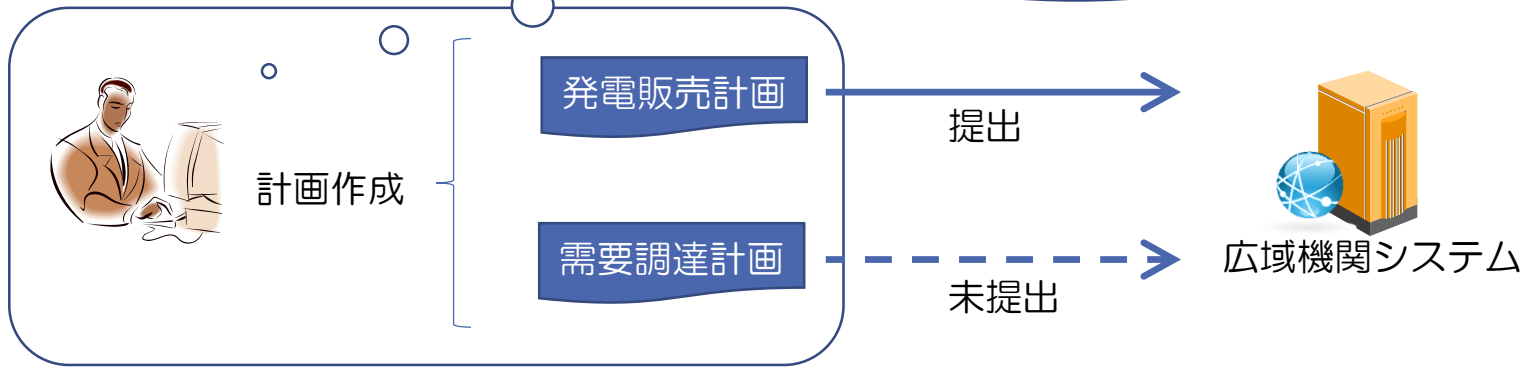 発電販売計画
提出
計画作成
需要調達計画
未提出
広域機関システム